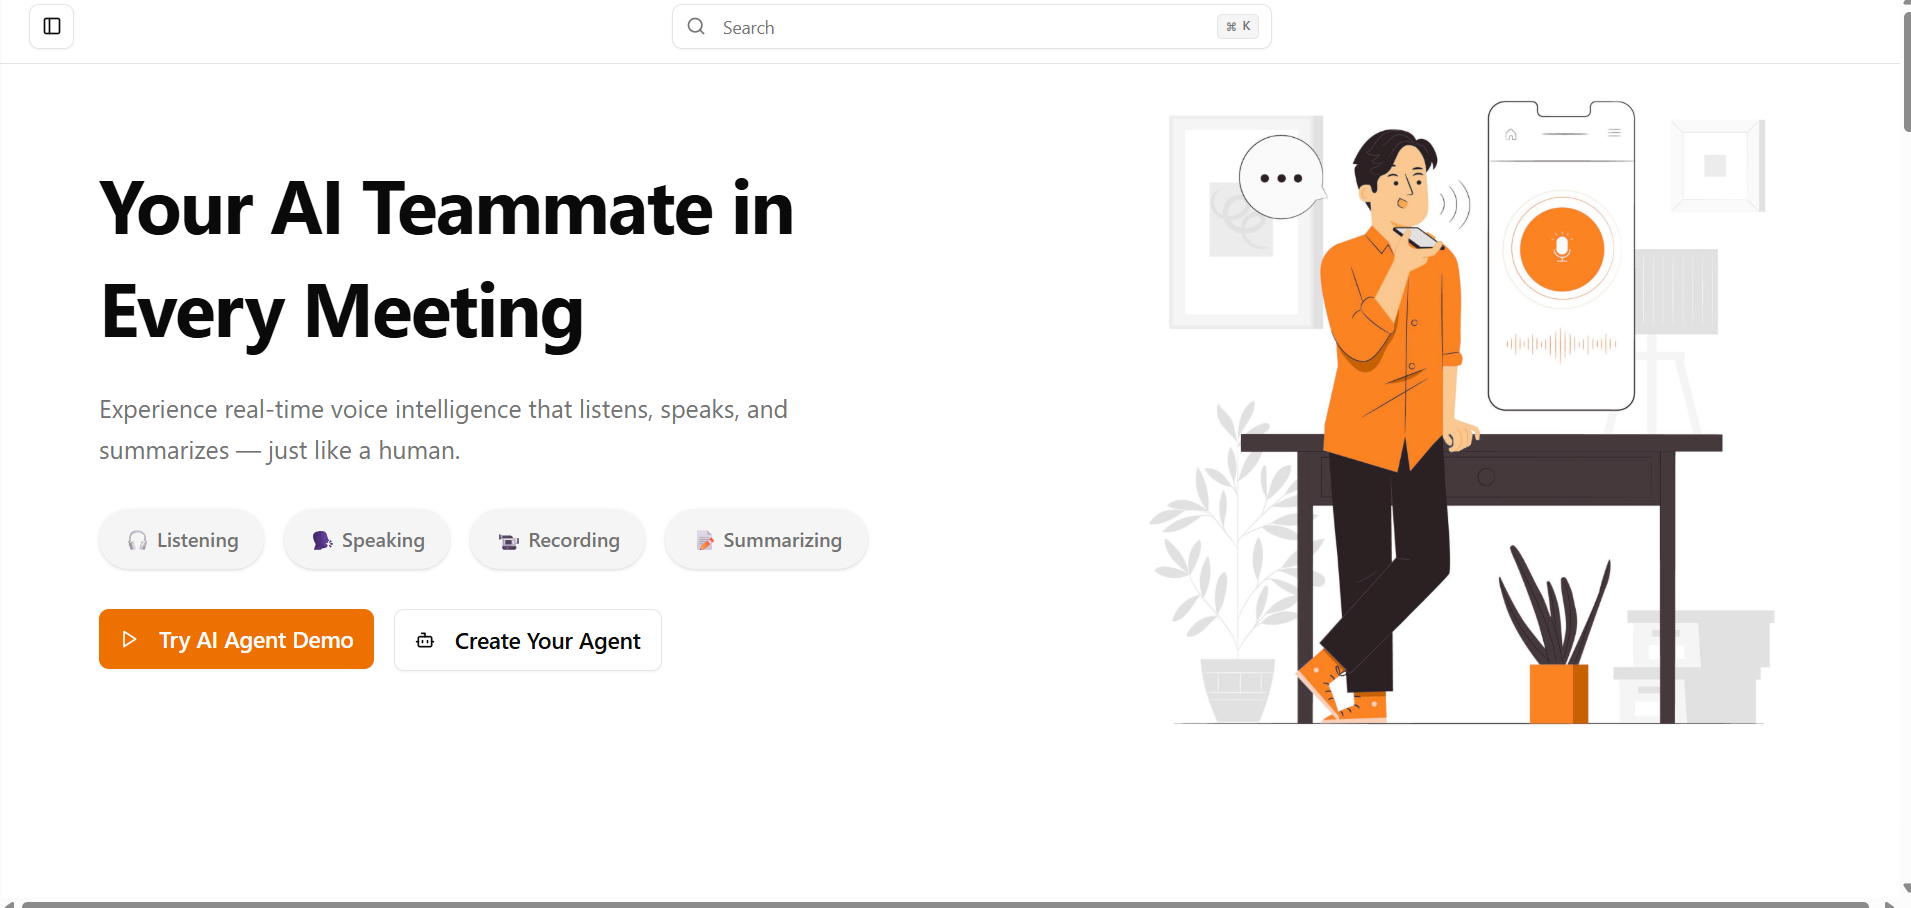 Search
⌘ K
Your AI Teammate in
Every Meeting
Experience real-time voice intelligence that listens, speaks, and
summarizes — just like a human.
🎧 Listening 🗣 Speaking 📹 Recording 📝 Summarizing
Try AI Agent Demo Create Your Agent